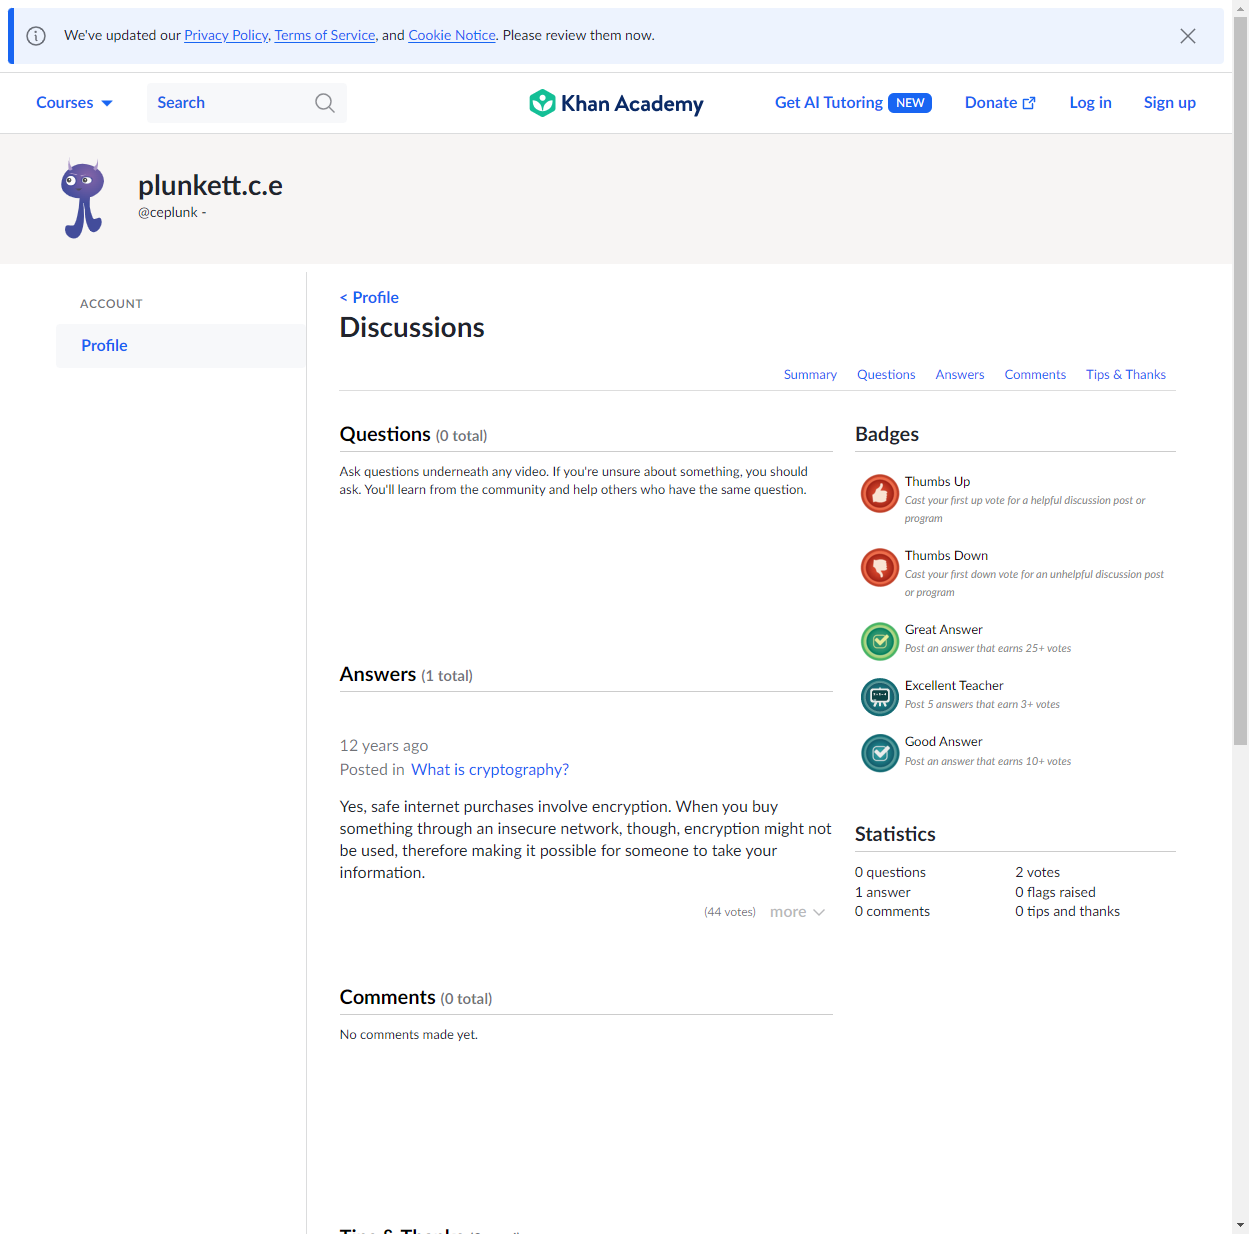 We've updated our Privacy Policy, Terms of Service, and Cookie Notice. Please review them now.
Courses
Search
Khan Academy
Get AI Tutoring NEW
Donate
Log in
Sign up
plunkett.c.e
@ceplunk -
ACCOUNT
Profile
< Profile
Discussions
Summary
Questions
Answers
Comments
Tips & Thanks
Questions (0 total)
Ask questions underneath any video. If you're unsure about something, you should
ask. You'll learn from the community and help others who have the same question.
Answers (1 total)
12 years ago
Posted in What is cryptography?
Yes, safe internet purchases involve encryption. When you buy
something through an insecure network, though, encryption might not
be used, therefore making it possible for someone to take your
information.
(44 votes) more
Comments (0 total)
No comments made yet.
Badges
Thumbs Up
Cast your first up vote for a helpful discussion post or
program
Thumbs Down
Cast your first down vote for an unhelpful discussion post
or program
Great Answer
Post an answer that earns 25+ votes
Excellent Teacher
Post 5 answers that earn 3+ votes
Good Answer
Post an answer that earns 10+ votes
Statistics
0 questions
1 answer
0 comments
2 votes
0 flags raised
0 tips and thanks